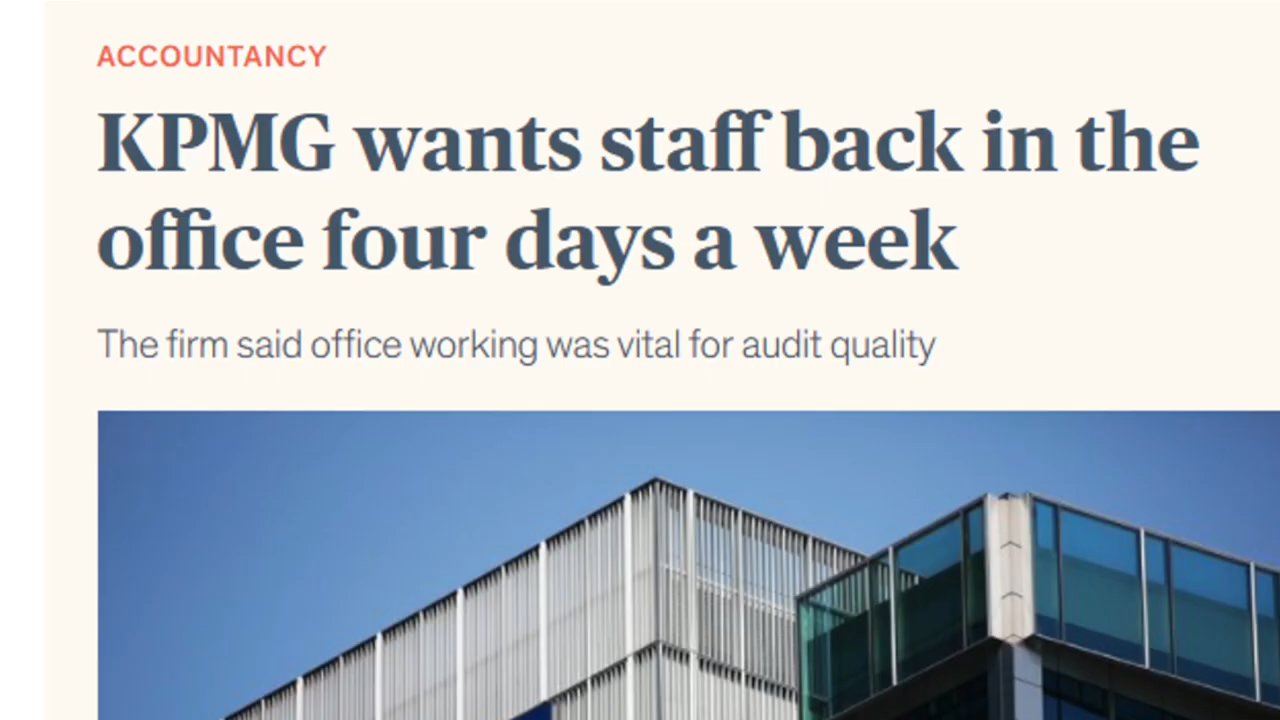 ACCOUNTANCY
KPMG wants staff back in the
office four days a week
The firm said office working was vital for audit quality